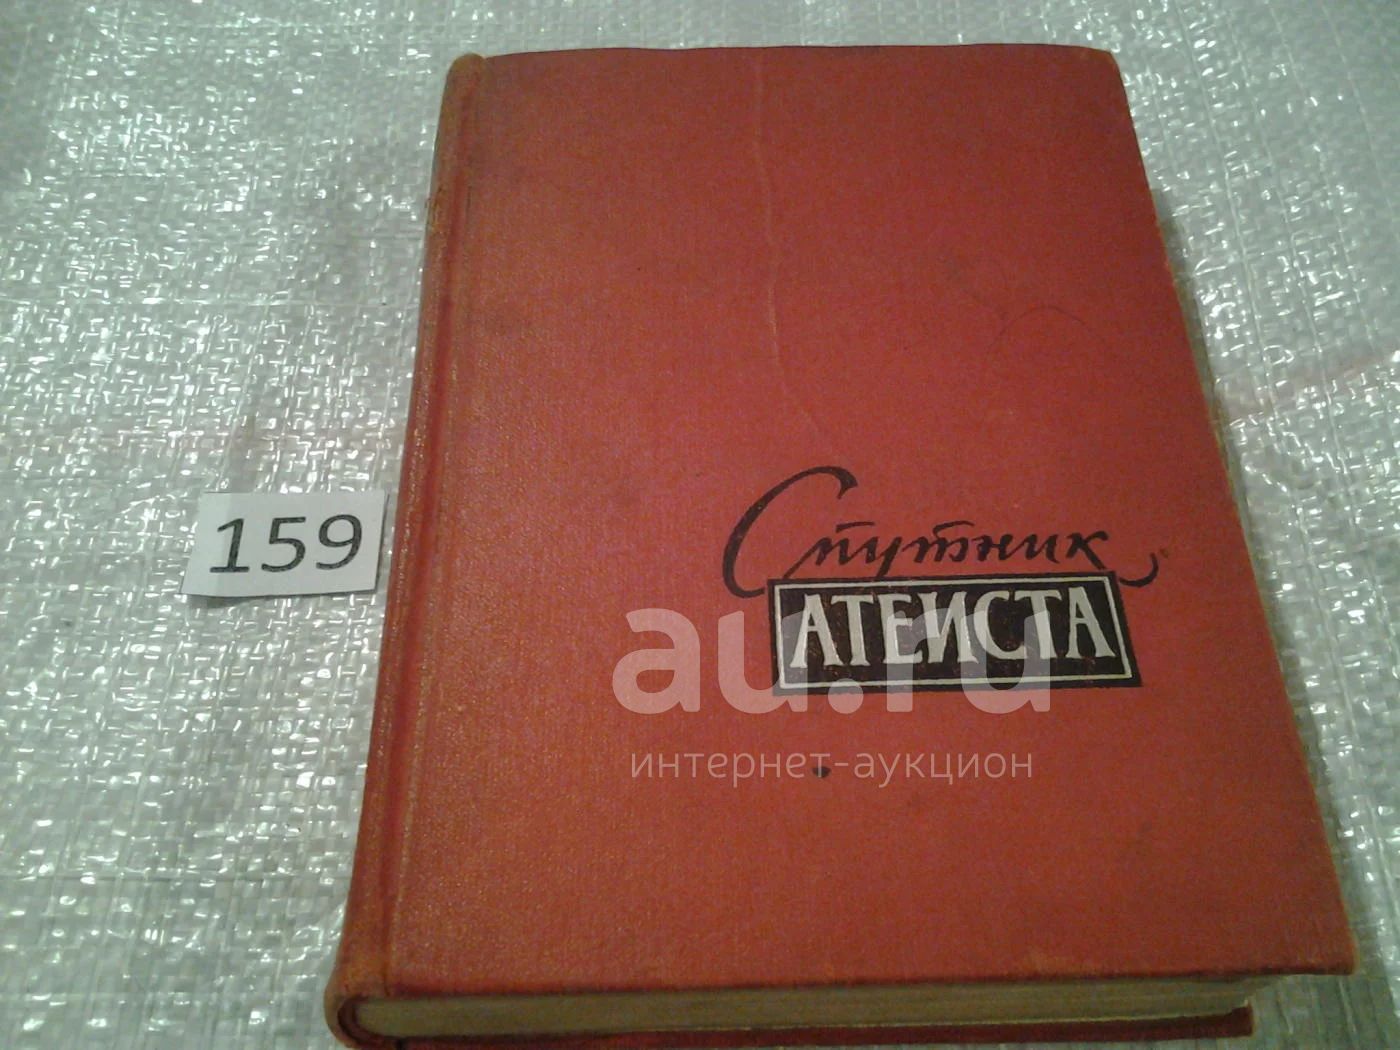 159
Спутник
АТЕИСТА
au.ru
интернет-аукцион